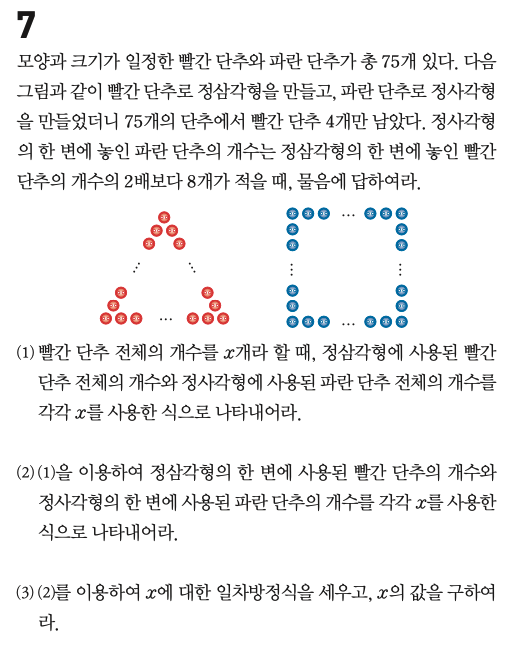 7
모양과 크기가 일정한 빨간 단추와 파란 단추가 총 75개 있다. 다음
그림과 같이 빨간 단추로 정삼각형을 만들고, 파란 단추로 정사각형
을 만들었더니 75개의 단추에서 빨간 단추 4개만 남았다. 정사각형
의 한 변에 놓인 파란 단추의 개수는 정삼각형의 한 변에 놓인 빨간
단추의 개수의 2배보다 8개가 적을 때, 물음에 답하여라.
(1) 빨간 단추 전체의 개수를 x개라 할 때, 정삼각형에 사용된 빨간
단추 전체의 개수와 정사각형에 사용된 파란 단추 전체의 개수를
각각 x를 사용한 식으로 나타내어라.
(2) (1)을 이용하여 정삼각형의 한 변에 사용된 빨간 단추의 개수와
정사각형의 한 변에 사용된 파란 단추의 개수를 각각 x를 사용한
식으로 나타내어라.
(3) (2)를 이용하여 x에 대한 일차방정식을 세우고, x의 값을 구하여
라.